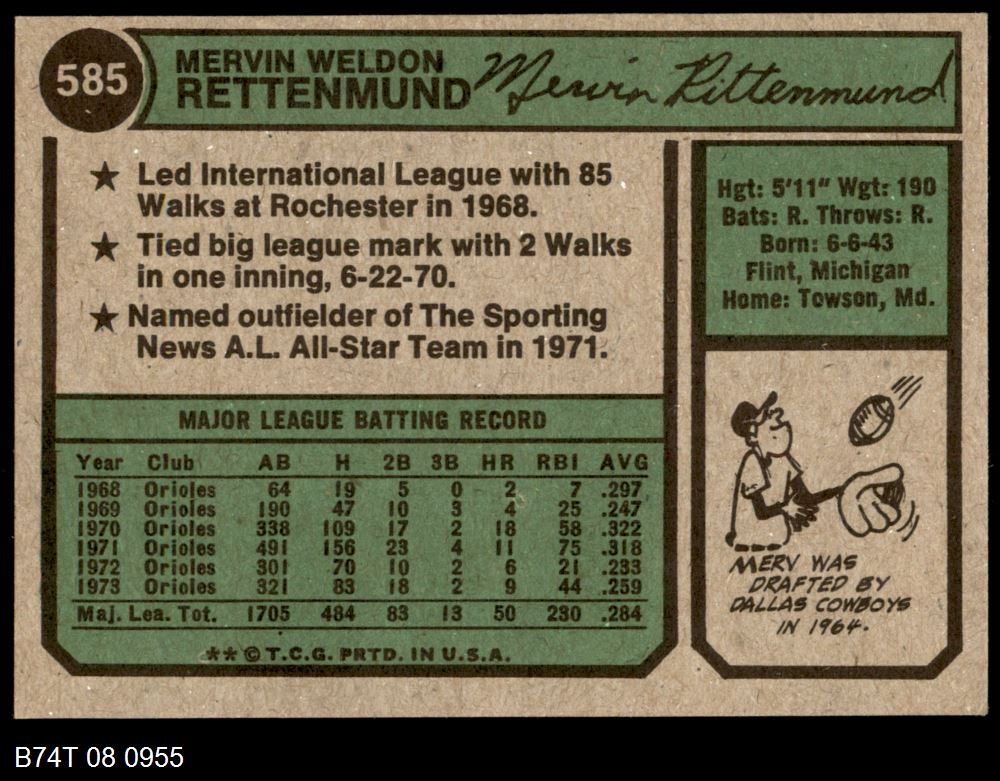 585
MERVIN WELDON
RETTENMUND
Mervin Rittenmund
★ Led International League with 85
Walks at Rochester in 1968.
★ Tied big league mark with 2 Walks
in one inning, 6-22-70.
★ Named outfielder of The Sporting
News A.L. All-Star Team in 1971.
Hgt: 5'11" Wgt: 190
Bats: R. Throws: R.
Born: 6-6-43
Flint, Michigan
Home: Towson, Md.
MAJOR LEAGUE BATTING RECORD
Year Club AB H 2B 3B HR RBI AVG
1968 Orioles 64 19 5 0 2 7 .297
1969 Orioles 190 47 10 3 4 25 .247
1970 Orioles 338 109 17 2 18 58 .322
1971 Orioles 491 156 23 4 11 75 .318
1972 Orioles 301 70 10 2 6 21 .233
1973 Orioles 321 83 18 2 9 44 .259
Maj. Lea. Tot. 1705 484 83 13 50 230 .284
** © T.C.G. PRTD. IN U.S.A.
MERV WAS
DRAFTED BY
DALLAS COWBOYS
IN 1964.
B74T 08 0955